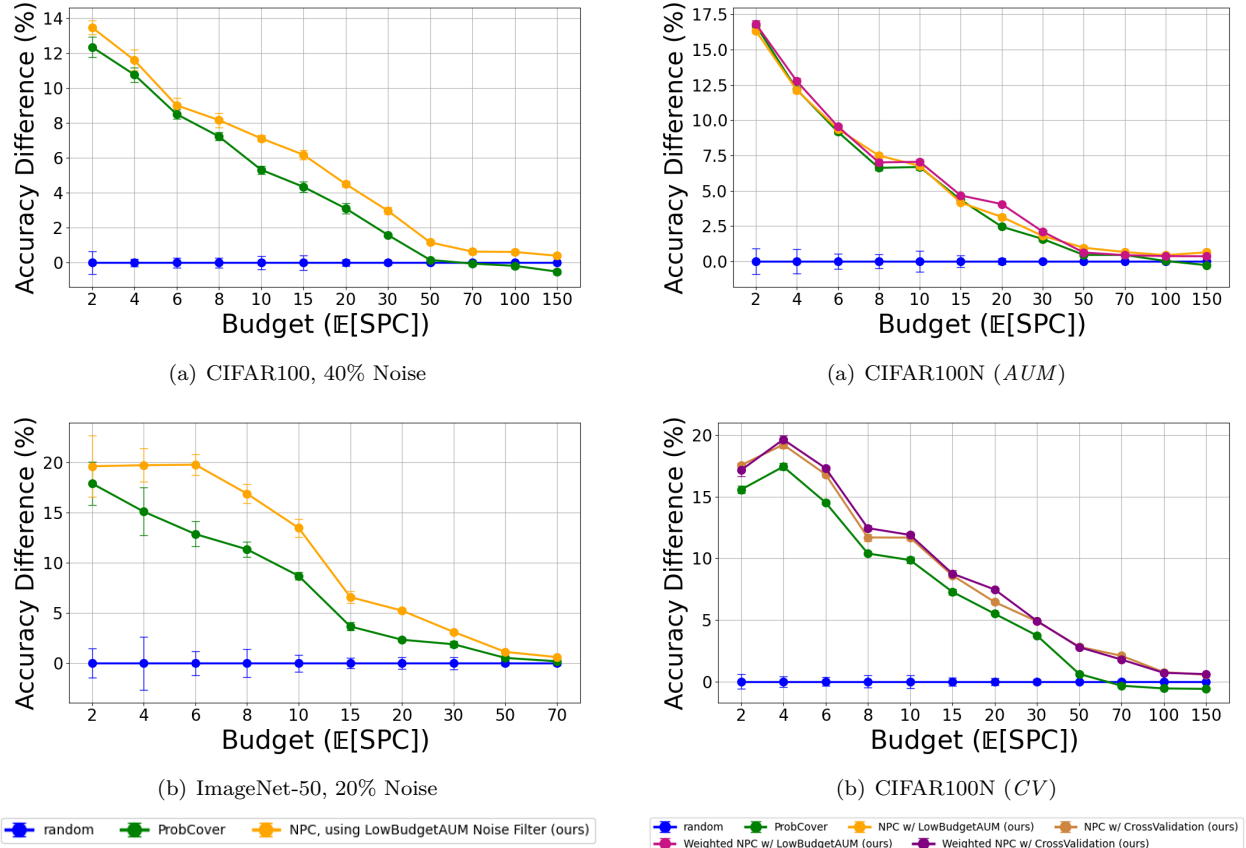 Accuracy Difference (%)
14
12
10
8
6
4
2
0
2 4 6 8 10 15 20 30 50 70 100 150
Budget (𝔼[SPC])
(a) CIFAR100, 40% Noise
Accuracy Difference (%)
17.5
15.0
12.5
10.0
7.5
5.0
2.5
0.0
2 4 6 8 10 15 20 30 50 70 100 150
Budget (𝔼[SPC])
(a) CIFAR100N (AUM)
Accuracy Difference (%)
20
15
10
5
0
2 4 6 8 10 15 20 30 50 70
Budget (𝔼[SPC])
(b) ImageNet-50, 20% Noise
random ProbCover NPC, using LowBudgetAUM Noise Filter (ours)
Accuracy Difference (%)
20
15
10
5
0
2 4 6 8 10 15 20 30 50 70 100 150
Budget (𝔼[SPC])
(b) CIFAR100N (CV)
random ProbCover NPC w/ LowBudgetAUM (ours) NPC w/ CrossValidation (ours)
Weighted NPC w/ LowBudgetAUM (ours) Weighted NPC w/ CrossValidation (ours)